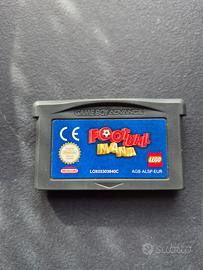 GAME BOY ADVANCE
CE
FOOTBALL
MANIA
LEGO
Nintendo
AGB ALSP-EUR
Subito